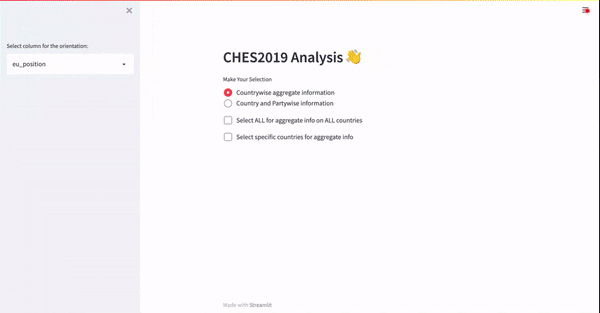 Select column for the orientation:
eu_position
CHES2019 Analysis 👋
Make Your Selection
Countrywise aggregate information
Country and Partywise information
Select ALL for aggregate info on ALL countries
Select specific countries for aggregate info
Made with Streamlit